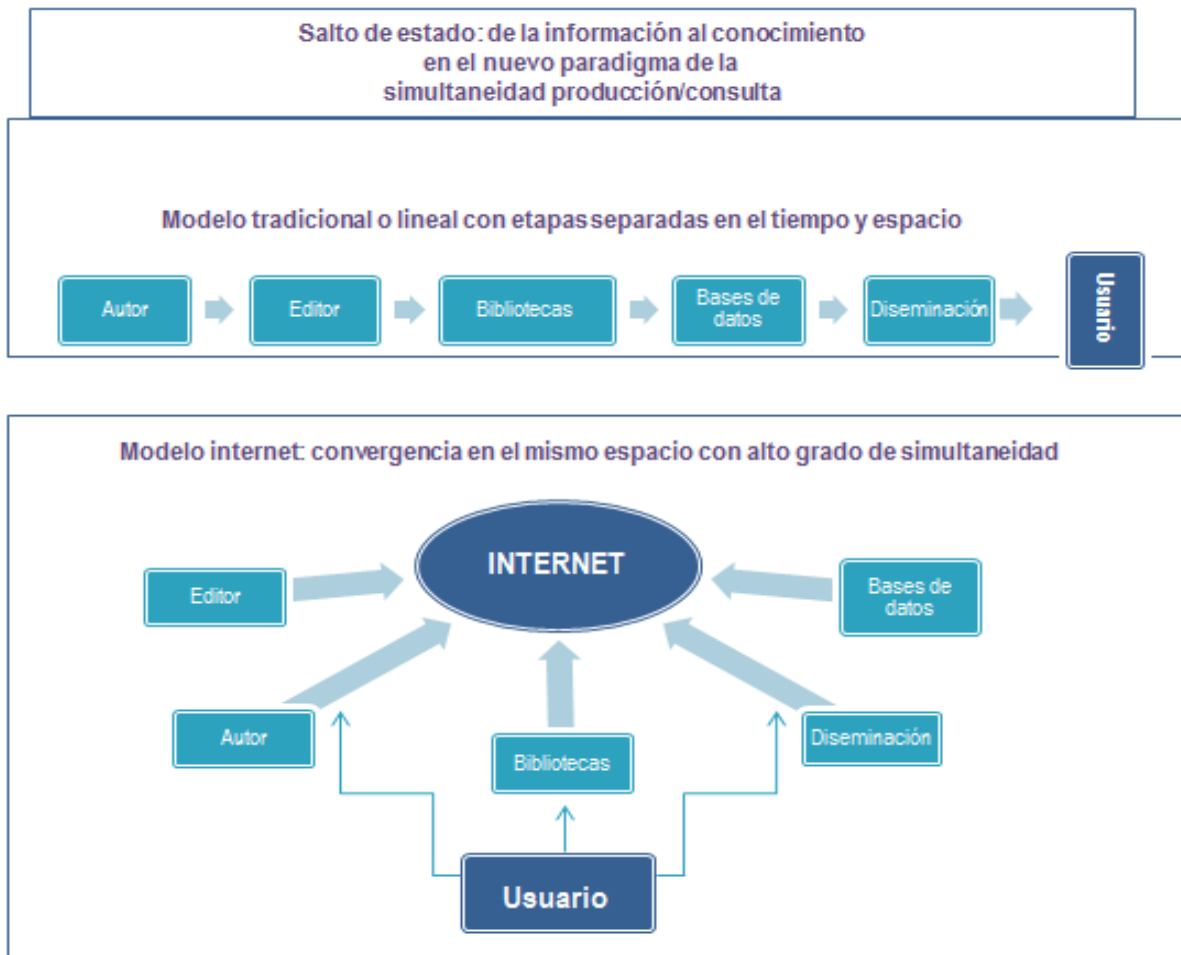 Salto de estado: de la información al conocimiento
en el nuevo paradigma de la
simultaneidad producción/consulta
Modelo tradicional o lineal con etapas separadas en el tiempo y espacio
Autor
Editor
Bibliotecas
Bases de
datos
Diseminación
Usuario
Modelo internet: convergencia en el mismo espacio con alto grado de simultaneidad
INTERNET
Editor
Bases de
datos
Autor
Bibliotecas
Diseminación
Usuario